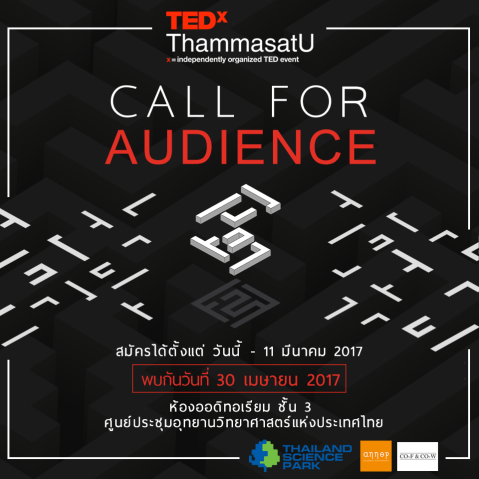 TEDx
ThammasatU
x = independently organized TED event
CALL FOR
AUDIENCE
สมัครได้ตั้งแต่ วันนี้ - 11 มีนาคม 2017
พบกันวันที่ 30 เมษายน 2017
ห้องออดิทอเรียม ชั้น 3
ศูนย์ประชุมอุทยานวิทยาศาสตร์แห่งประเทศไทย
THAILAND
SCIENCE
PARK
CO-F & CO-W